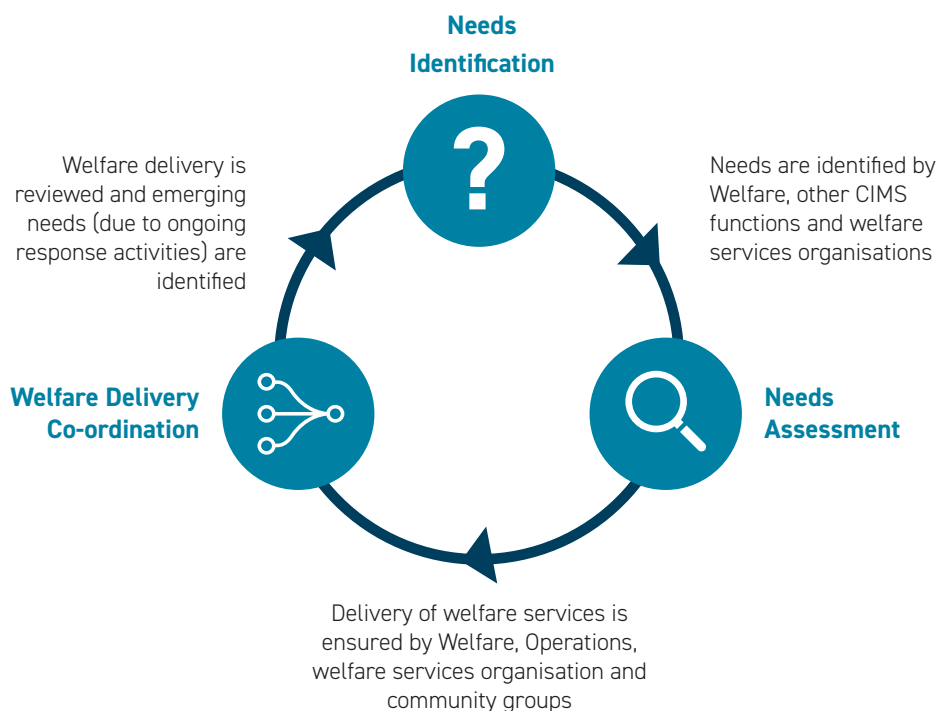 Needs
Identification
?
Needs are identified by
Welfare, other CIMS
functions and welfare
services organisations
Needs
Assessment
Delivery of welfare services is
ensured by Welfare, Operations,
welfare services organisation and
community groups
Welfare Delivery
Co-ordination
Welfare delivery is
reviewed and emerging
needs (due to ongoing
response activities) are
identified